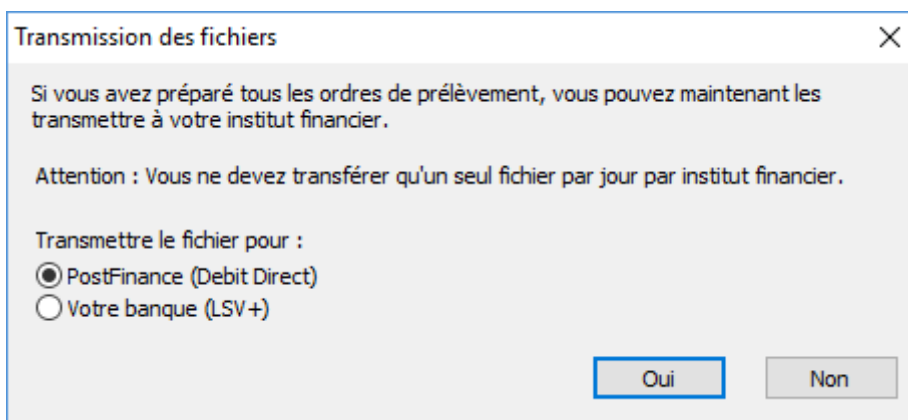 Transmission des fichiers
Si vous avez préparé tous les ordres de prélèvement, vous pouvez maintenant les
transmettre à votre institut financier.
Attention : Vous ne devez transférer qu'un seul fichier par jour par institut financier.
Transmettre le fichier pour :
PostFinance (Debit Direct)
Votre banque (LSV+)
Oui
Non